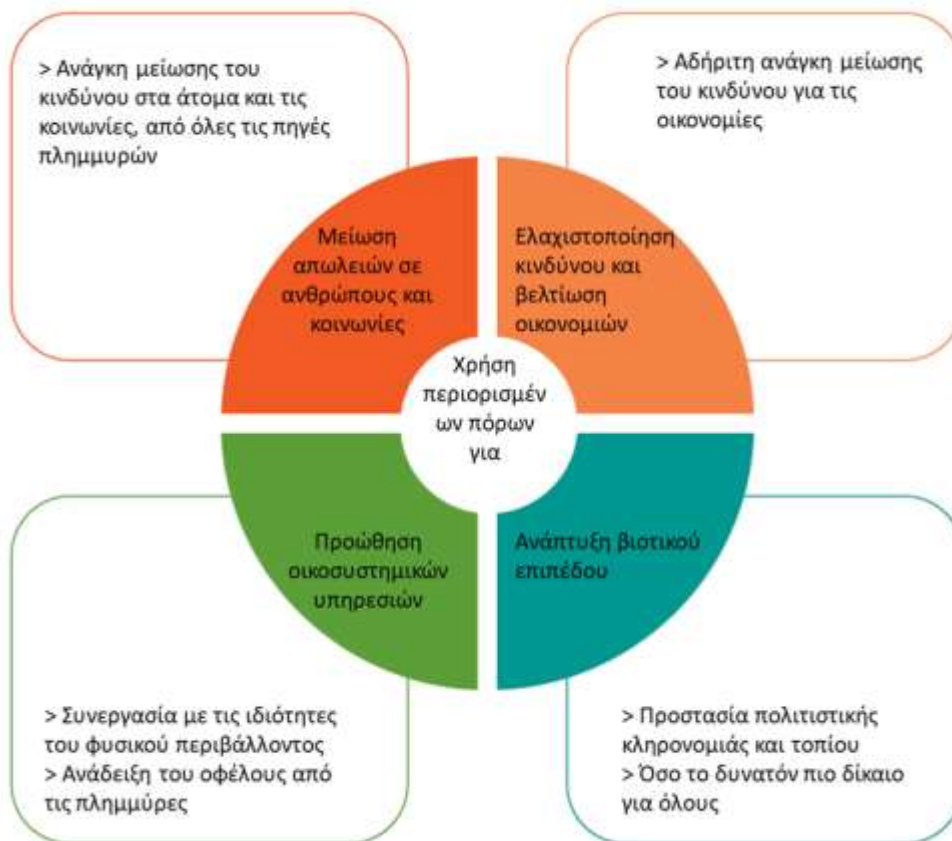 > Ανάγκη μείωσης του
κινδύνου στα άτομα και τις
κοινωνίες, από όλες τις πηγές
πλημμυρών
> Αδήριτη ανάγκη μείωσης
του κινδύνου για τις
οικονομίες
Μείωση
απωλειών σε
ανθρώπους και
κοινωνίες
Ελαχιστοποίηση
κινδύνου και
βελτίωση
οικονομιών
Χρήση
περιορισμέν
ων πόρων
για
Προώθηση
οικοσυστημικών
υπηρεσιών
Ανάπτυξη βιοτικού
επιπέδου
> Συνεργασία με τις ιδιότητες
του φυσικού περιβάλλοντος
> Ανάδειξη του οφέλους από
τις πλημμύρες
> Προστασία πολιτιστικής
κληρονομιάς και τοπίου
> Όσο το δυνατόν πιο δίκαιο
για όλους